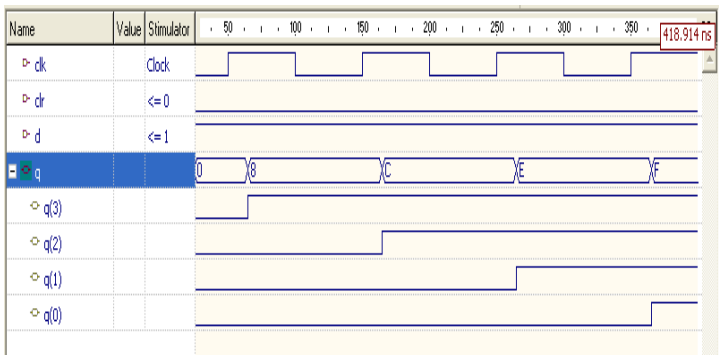 Name Value Stimulator · 50 · ı · 100 · ı · 150 · ı · 200 · ı · 250 · ı · 300 · ı · 350 ·
418.914 ns
clk Clock
clr <= 0
d <= 1
q 0 8 C E F
q(3)
q(2)
q(1)
q(0)